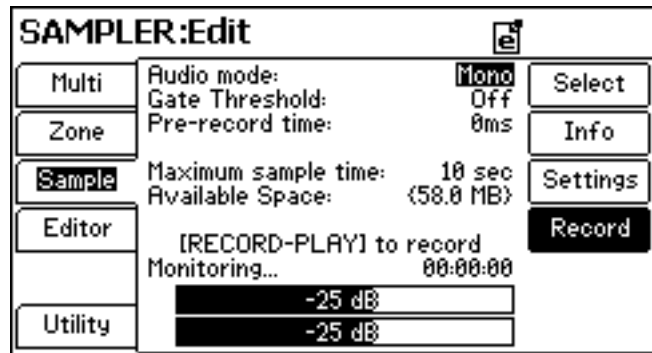 SAMPLER:Edit e
Multi
Zone
Sample
Editor
Utility
Audio mode: Mono
Gate Threshold: Off
Pre-record time: 0ms
Maximum sample time: 10 sec
Available Space: (58.0 MB)
[RECORD-PLAY] to record
Monitoring... 00:00:00
-25 dB
-25 dB
Select
Info
Settings
Record